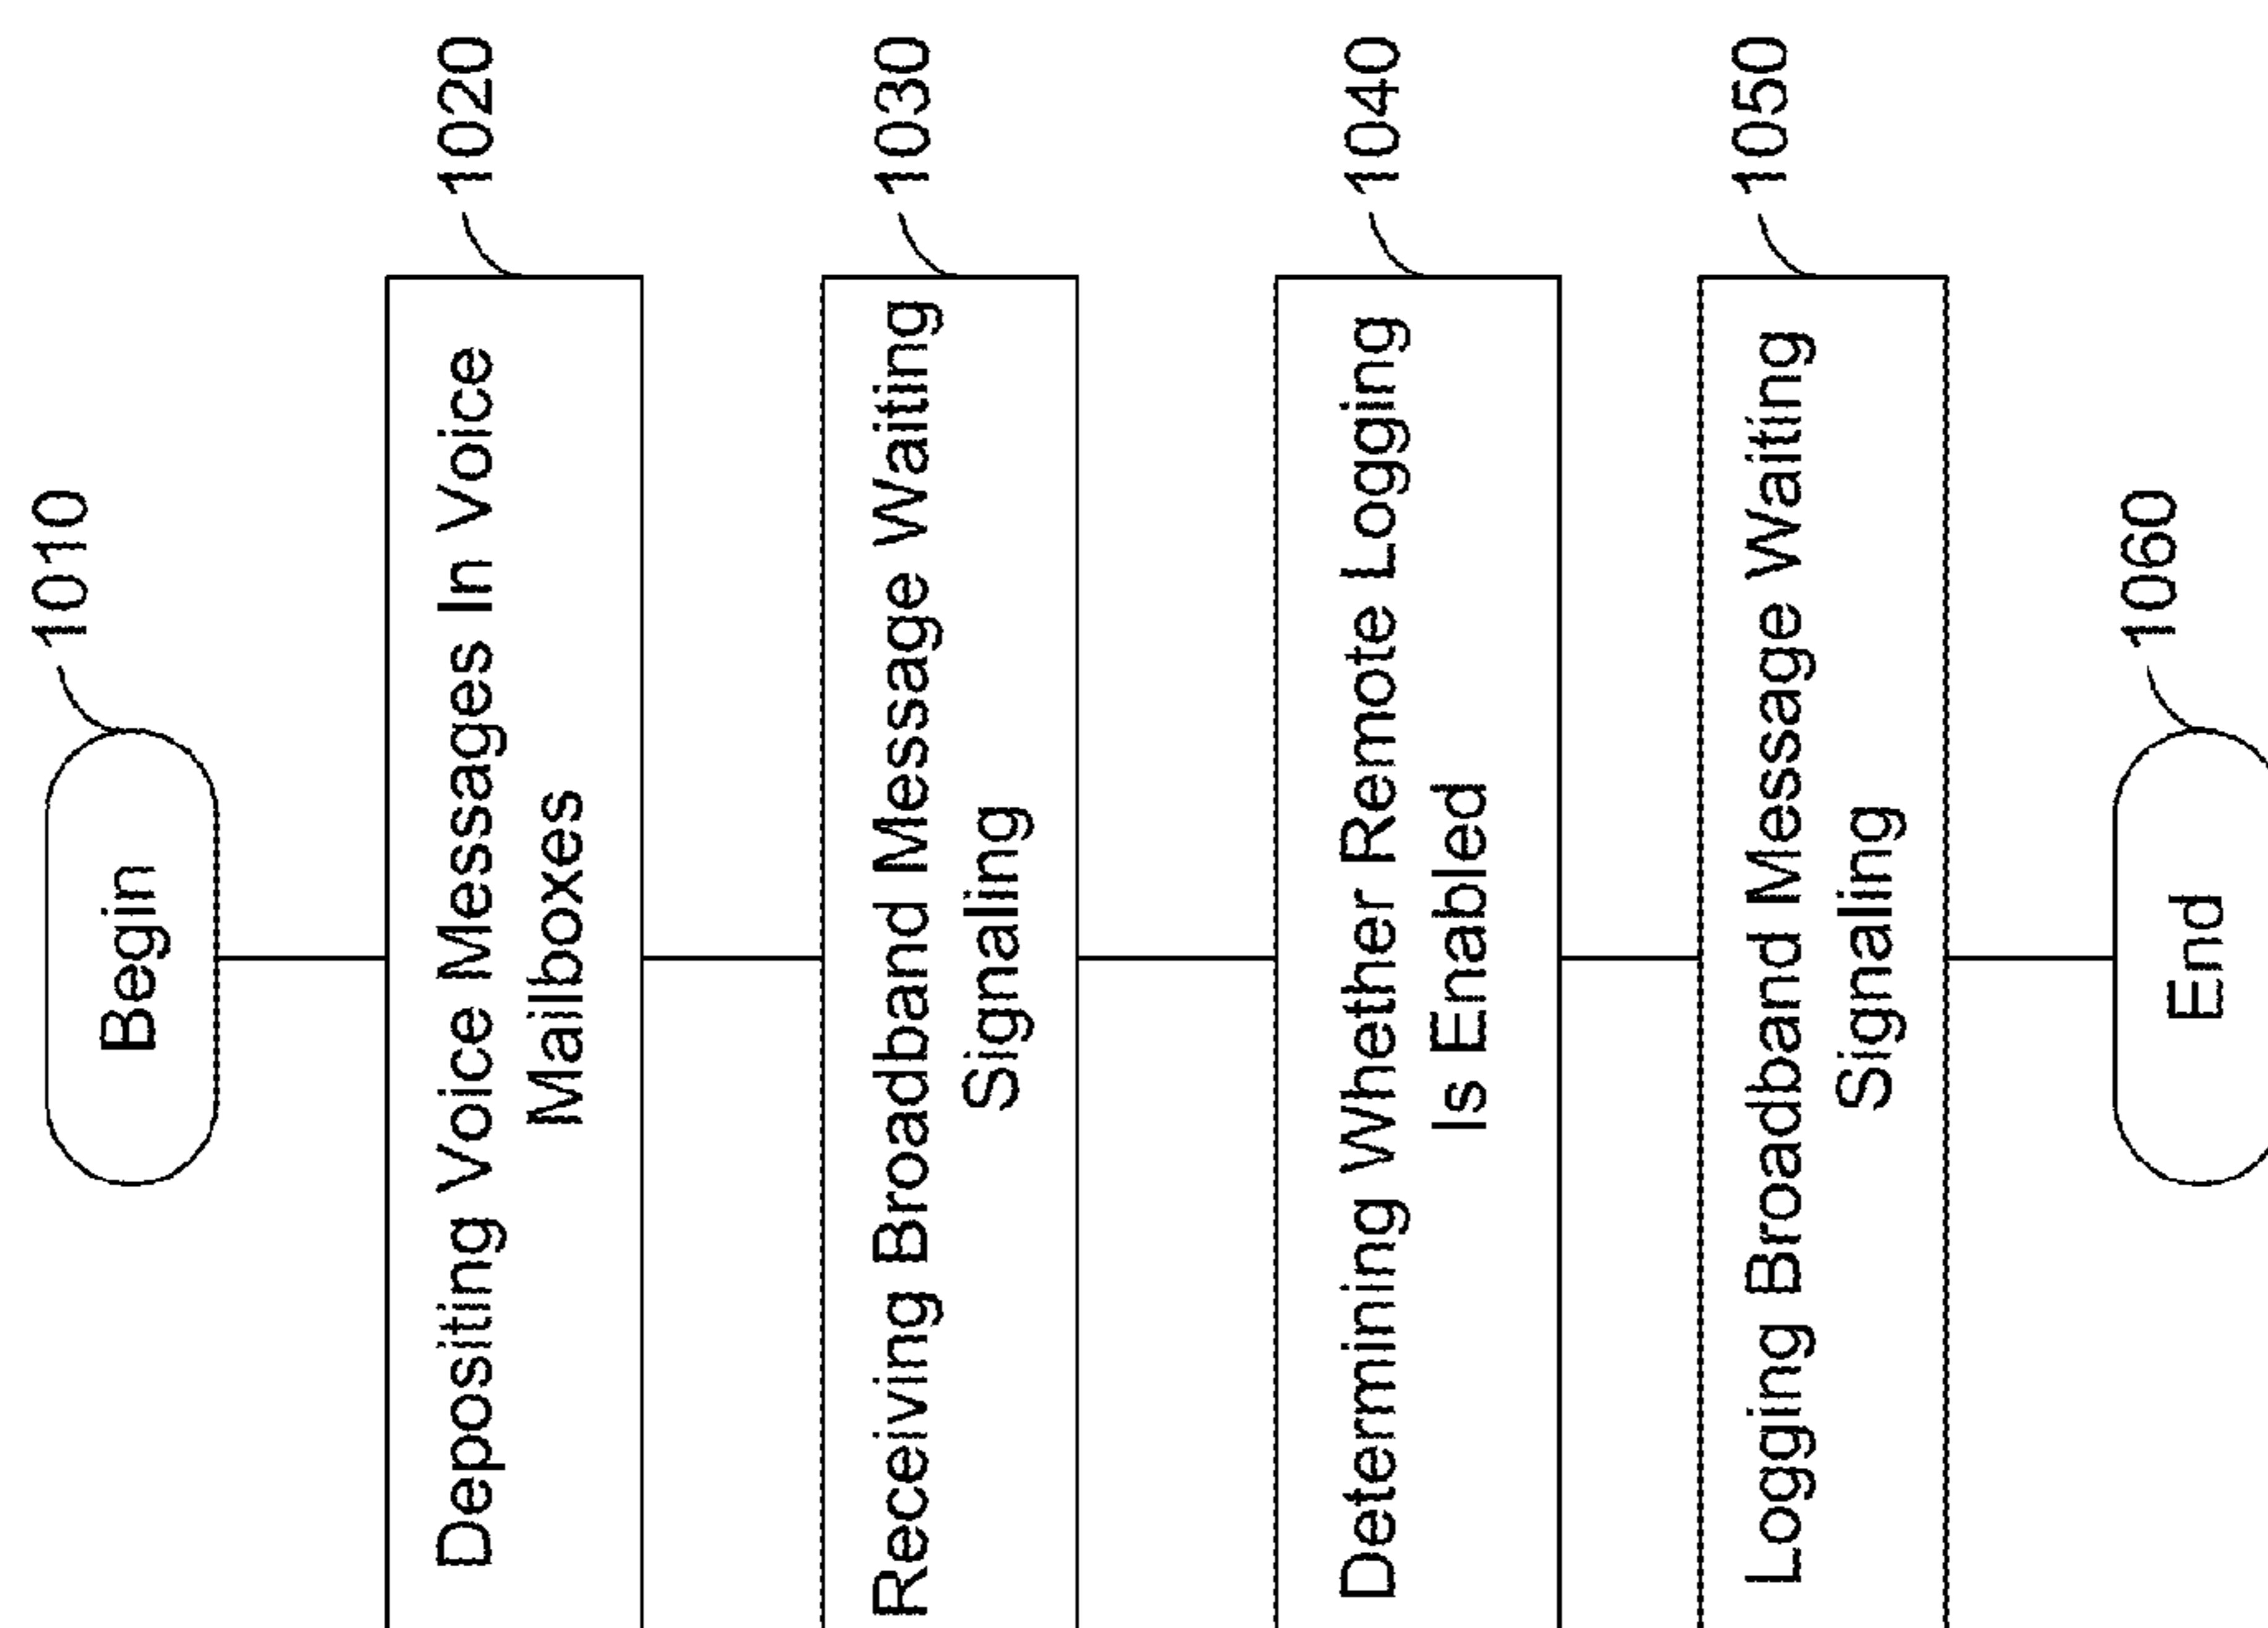 Begin
1010
Depositing Voice Messages In Voice
Mailboxes
1020
Receiving Broadband Message Waiting
Signaling
1030
Determining Whether Remote Logging
Is Enabled
1040
Logging Broadband Message Waiting
Signaling
1050
End
1060